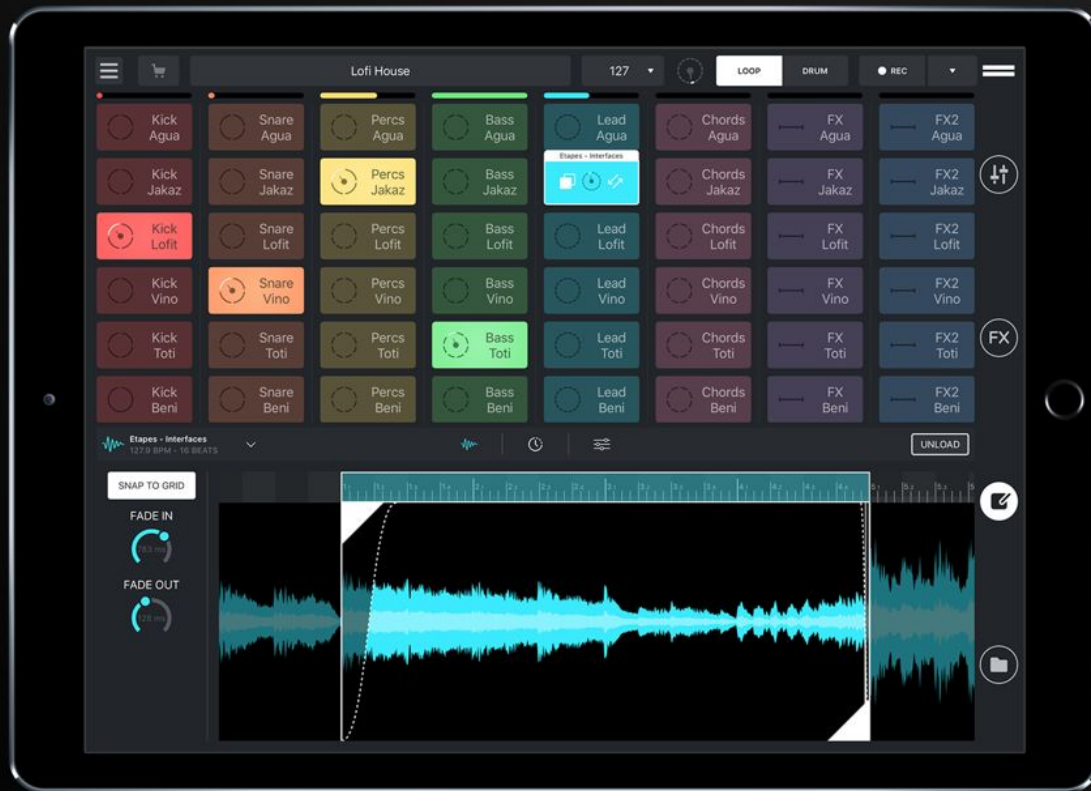 Lofi House
127
LOOP
DRUM
REC
Kick
Agua
Snare
Agua
Percs
Agua
Bass
Agua
Lead
Agua
Chords
Agua
FX
Agua
FX2
Agua
Kick
Jakaz
Snare
Jakaz
Percs
Jakaz
Bass
Jakaz
Etapes - Interfaces
Chords
Jakaz
FX
Jakaz
FX2
Jakaz
Kick
Lofit
Snare
Lofit
Percs
Lofit
Bass
Lofit
Lead
Lofit
Chords
Lofit
FX
Lofit
FX2
Lofit
Kick
Vino
Snare
Vino
Percs
Vino
Bass
Vino
Lead
Vino
Chords
Vino
FX
Vino
FX2
Vino
Kick
Toti
Snare
Toti
Percs
Toti
Bass
Toti
Lead
Toti
Chords
Toti
FX
Toti
FX2
Toti
FX
Kick
Beni
Snare
Beni
Percs
Beni
Bass
Beni
Lead
Beni
Chords
Beni
FX
Beni
FX2
Beni
Etapes - Interfaces
127.9 BPM - 16 BEATS
UNLOAD
SNAP TO GRID
FADE IN
783 ms
FADE OUT
128 ms